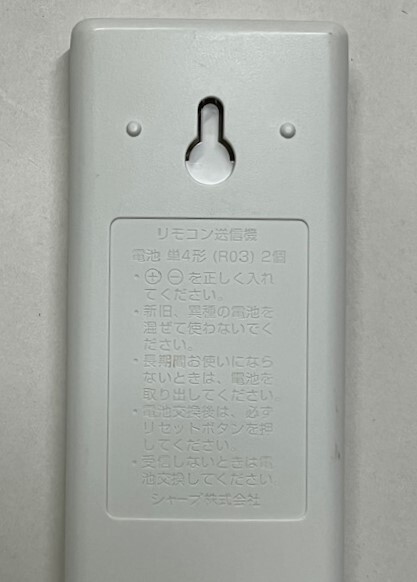 リモコン送信機
電池 単4形 (R03) 2個
・⊕ ⊖ を正しく入れ
てください。
・新旧、異種の電池を
混ぜて使わないでく
ださい。
・長期間お使いになら
ないときは、電池を
取り出してください。
・電池交換後は、必ず
リセットボタンを押
してください。
・受信しないときは電
池交換してください
シャープ株式会社